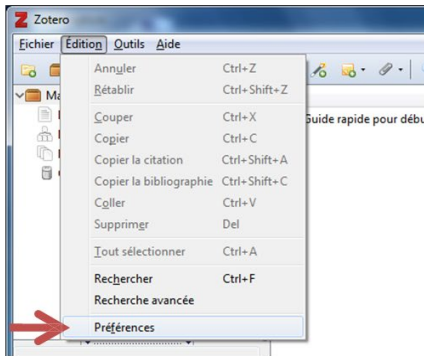 Zotero
Fichier Édition Outils Aide
Annuler Ctrl+Z
Rétablir Ctrl+Shift+Z
Couper Ctrl+X
Copier Ctrl+C
Copier la citation Ctrl+Shift+A
Copier la bibliographie Ctrl+Shift+C
Coller Ctrl+V
Supprimer Del
Tout sélectionner Ctrl+A
Rechercher Ctrl+F
Recherche avancée
Préférences
Ma
Guide rapide pour débu